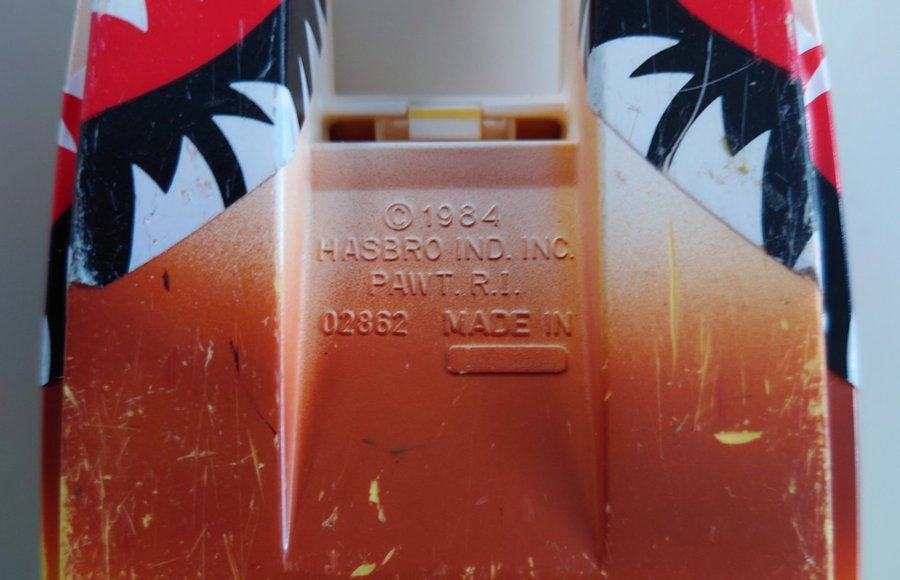 © 1984
HASBRO IND. INC.
PAWT. R.I.
02862 MADE IN